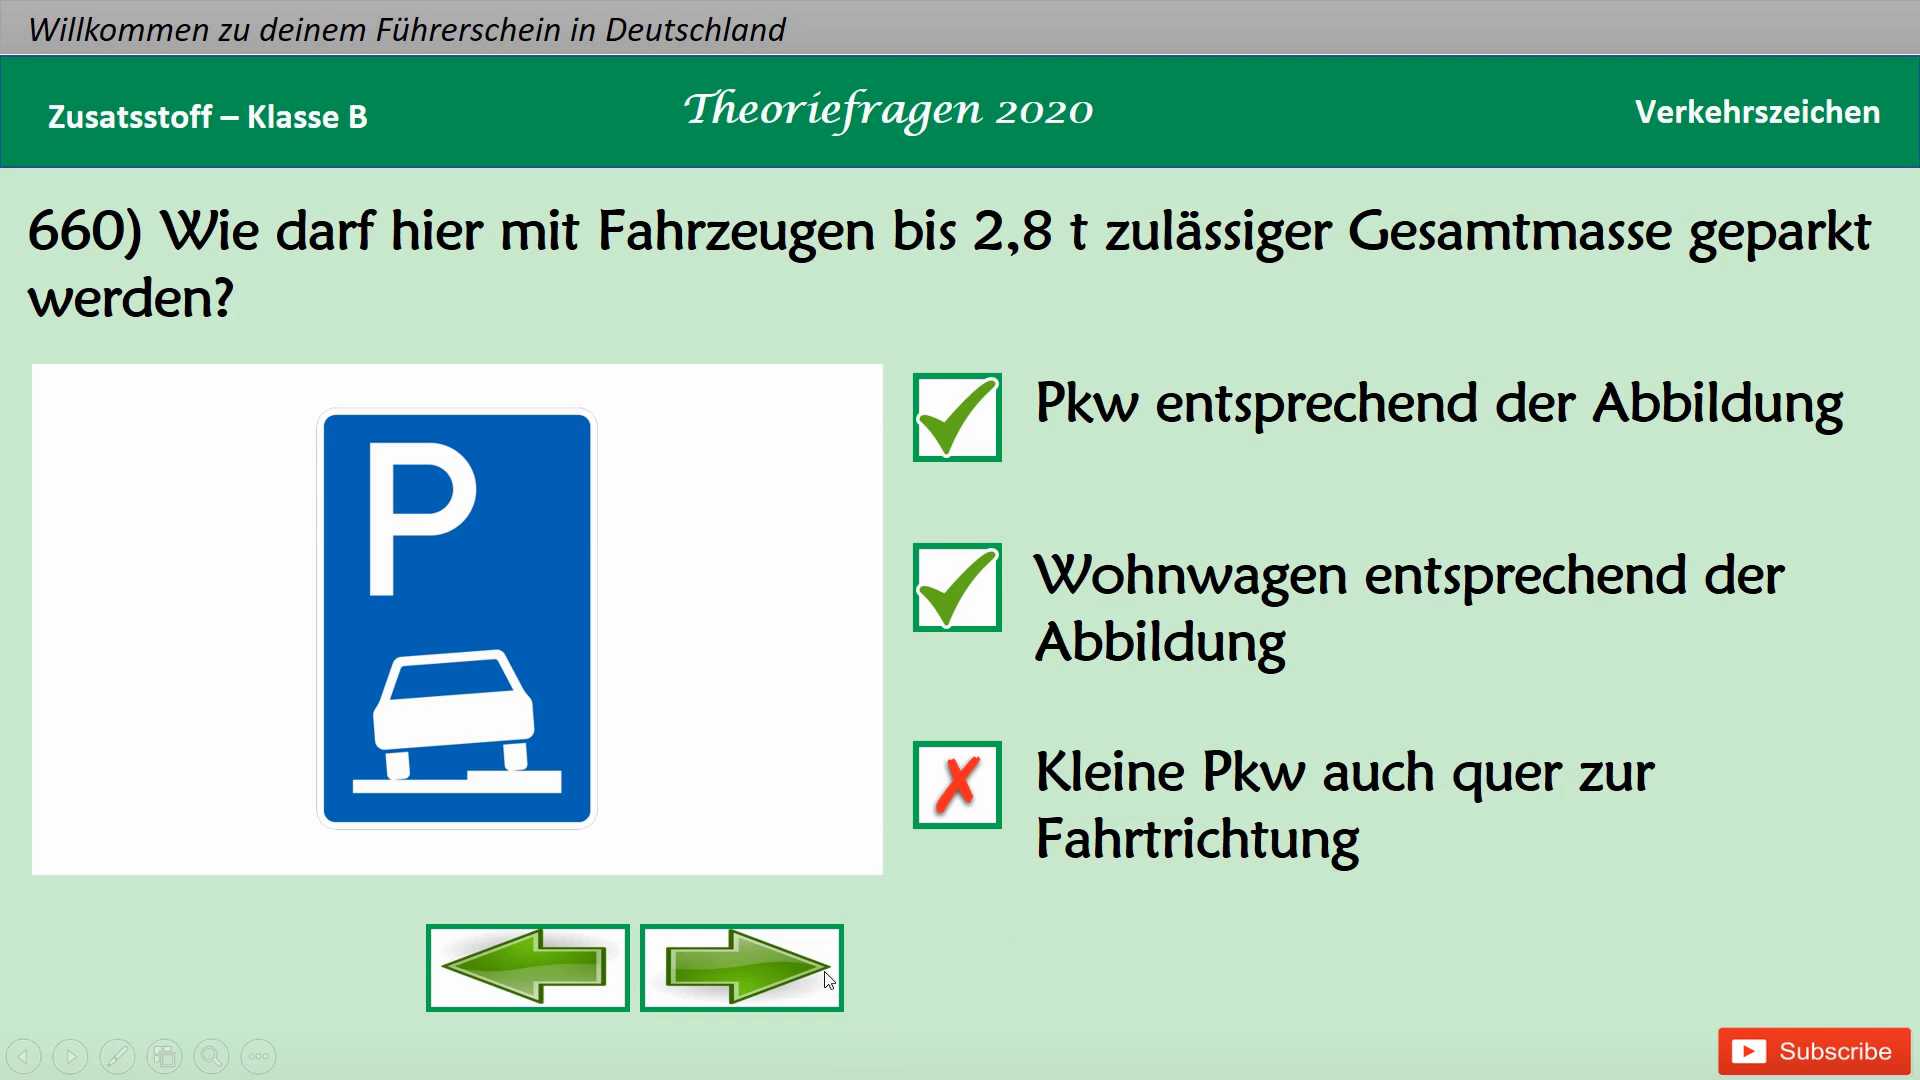 Willkommen zu deinem Führerschein in Deutschland
Zusatsstoff – Klasse B
Theoriefragen 2020
Verkehrszeichen
660) Wie darf hier mit Fahrzeugen bis 2,8 t zulässiger Gesamtmasse geparkt
werden?
P
Pkw entsprechend der Abbildung
Wohnwagen entsprechend der
Abbildung
Kleine Pkw auch quer zur
Fahrtrichtung
Subscribe